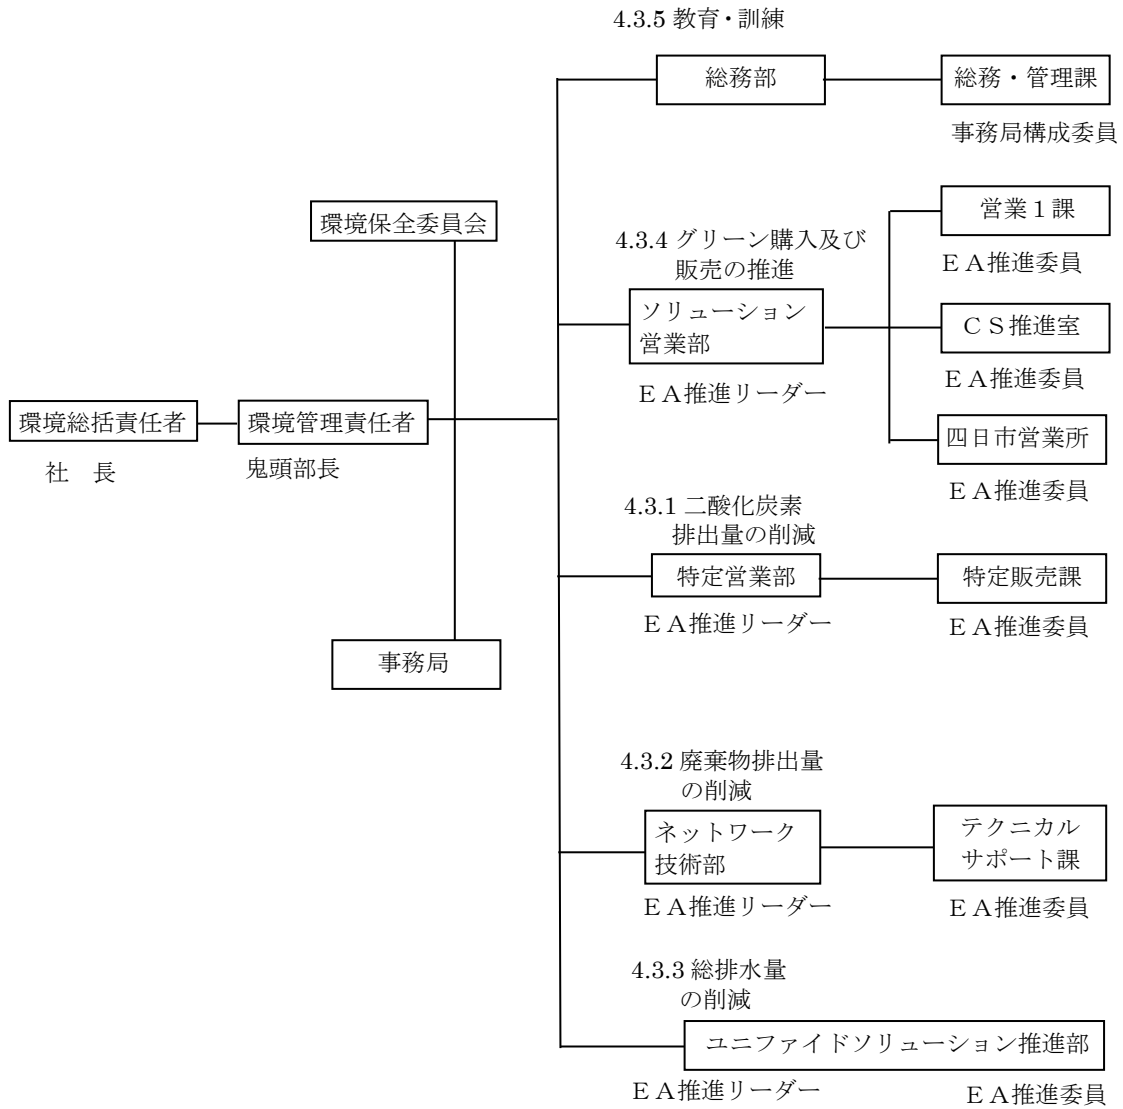 4.3.5 教育・訓練
総務部
総務・管理課
事務局構成委員
環境保全委員会
営業１課
ＥＡ推進委員
4.3.4 グリーン購入及び
販売の推進
ソリューション
営業部
ＥＡ推進リーダー
ＣＳ推進室
ＥＡ推進委員
環境総括責任者
社　長
環境管理責任者
鬼頭部長
四日市営業所
ＥＡ推進委員
4.3.1 二酸化炭素
排出量の削減
特定営業部
ＥＡ推進リーダー
特定販売課
ＥＡ推進委員
事務局
4.3.2 廃棄物排出量
の削減
ネットワーク
技術部
ＥＡ推進リーダー
テクニカル
サポート課
ＥＡ推進委員
4.3.3 総排水量
の削減
ユニファイドソリューション推進部
ＥＡ推進リーダー
ＥＡ推進委員